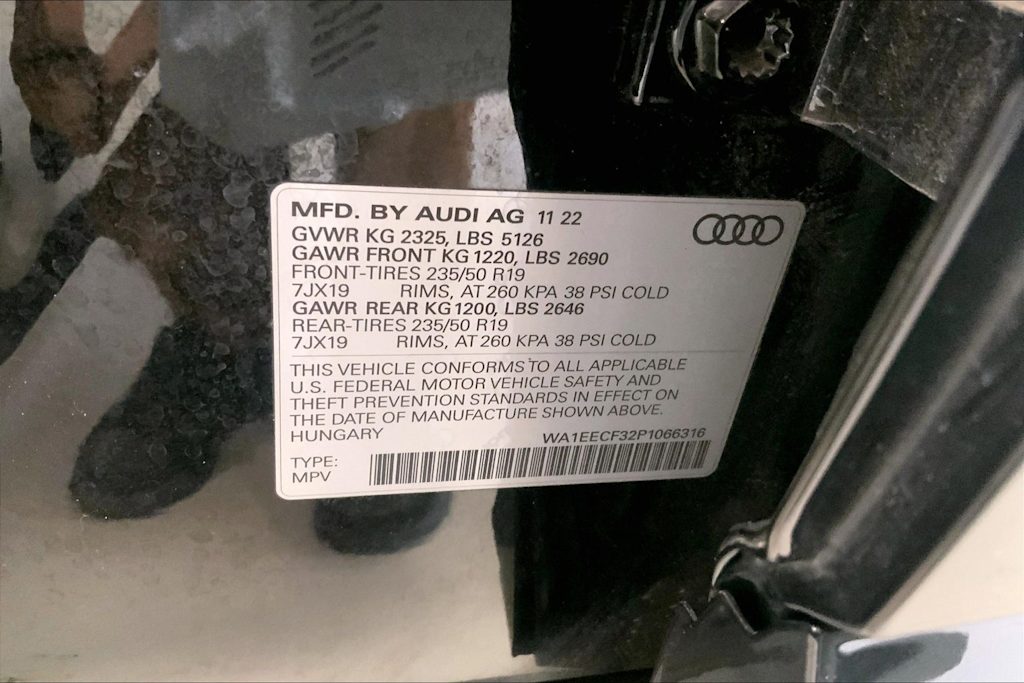 MFD. BY AUDI AG 11 22
GVWR KG 2325, LBS 5126
GAWR FRONT KG 1220, LBS 2690
FRONT-TIRES 235/50 R19
7JX19 RIMS, AT 260 KPA 38 PSI COLD
GAWR REAR KG 1200, LBS 2646
REAR-TIRES 235/50 R19
7JX19 RIMS, AT 260 KPA 38 PSI COLD
THIS VEHICLE CONFORMS TO ALL APPLICABLE
U.S. FEDERAL MOTOR VEHICLE SAFETY AND
THEFT PREVENTION STANDARDS IN EFFECT ON
THE DATE OF MANUFACTURE SHOWN ABOVE.
HUNGARY WA1EECF32P1066316
TYPE:
MPV